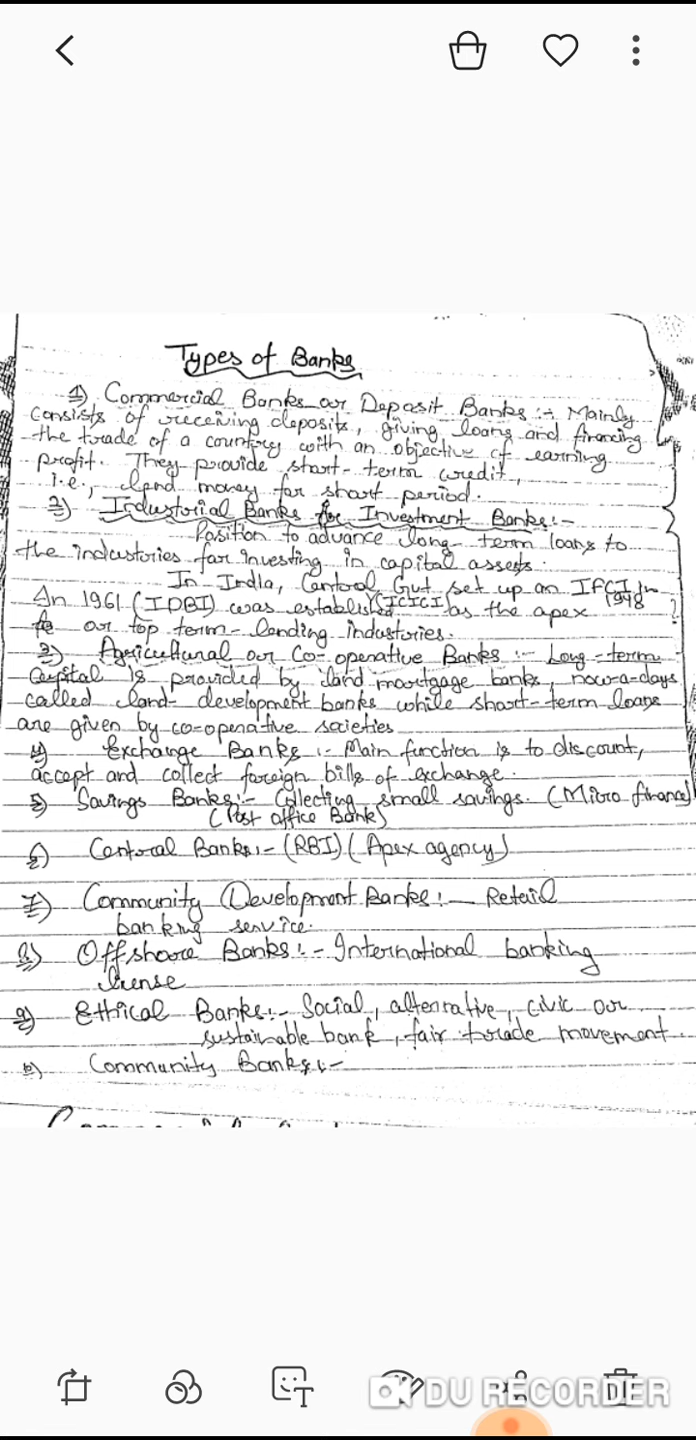 Types of Banks
1) Commercial Banks or Deposit Banks :- Mainly
consists of receiving deposits, giving loans and financing
the trade of a country with an objective of earning
profit. They provide short-term credit,
i.e., lend money for short period.
2) Industrial Banks or Investment Banks :-
Position to advance long-term loans to
the industries for investing in capital assets.
In India, Central Gvt set up an IFCI in 1948
In 1961 (IDBI) was established (ICICI) as the apex ?
or top term-lending industries.
3) Agricultural or Co-operative Banks :- Long-term
Capital is provided by land mortgage banks, now-a-days
called land-development banks while short-term loans
are given by co-operative societies
4) Exchange Banks :- Main function is to discount,
accept and collect foreign bills of exchange.
5) Savings Banks :- Collecting small savings. (Micro finance)
(Post office Bank)
6) Central Banks :- (RBI) (Apex agency)
7) Community Development Banks :- Retail
banking service.
8) Offshore Banks :- International banking
license
9) Ethical Banks :- Social, alternative, civic or
sustainable bank, fair trade movement
10) Community Banks :-
DU RECORDER